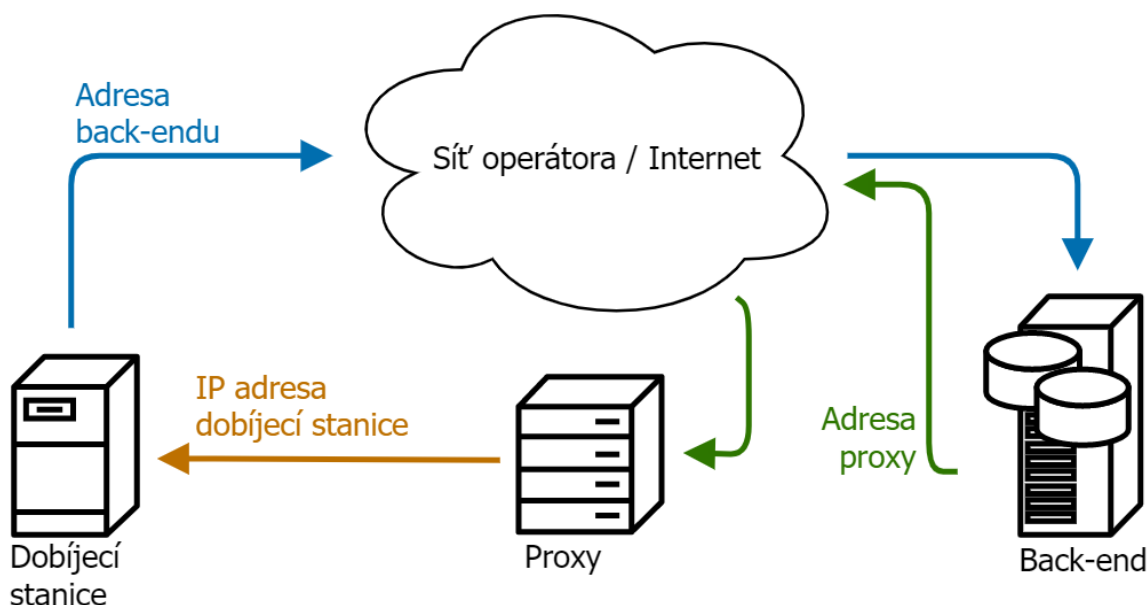 Adresa
back-endu
Síť operátora / Internet
IP adresa
dobíjecí stanice
Adresa
proxy
Dobíjecí
stanice
Proxy
Back-end